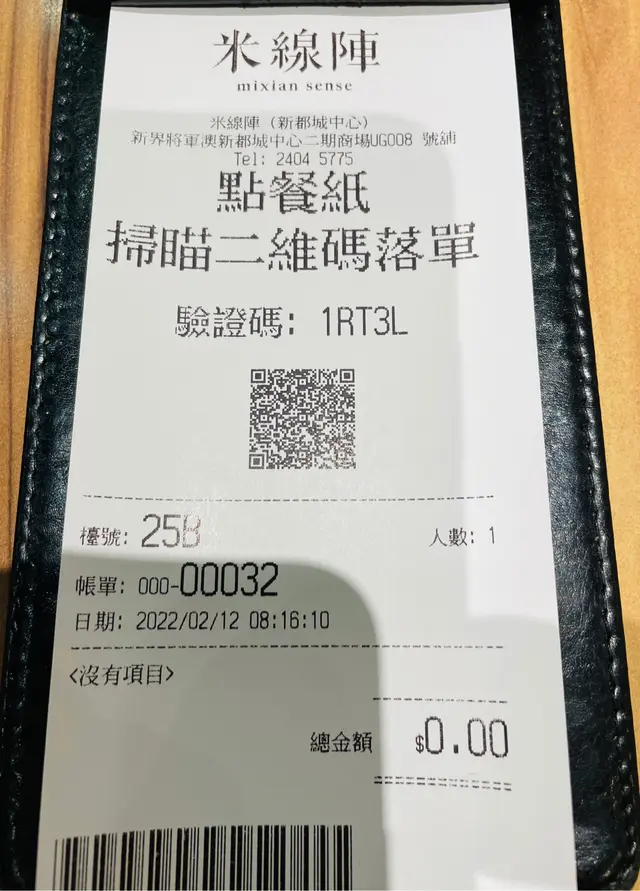 米線陣
mixian sense
米線陣（新都城中心）
新界將軍澳新都城中心二期商場UG008 號舖
Tel: 2404 5775
點餐紙
掃瞄二維碼落單
驗證碼: 1RT3L
檯號: 25B 人數: 1
帳單: 000-00032
日期: 2022/02/12 08:16:10
<沒有項目>
總金額 $0.00